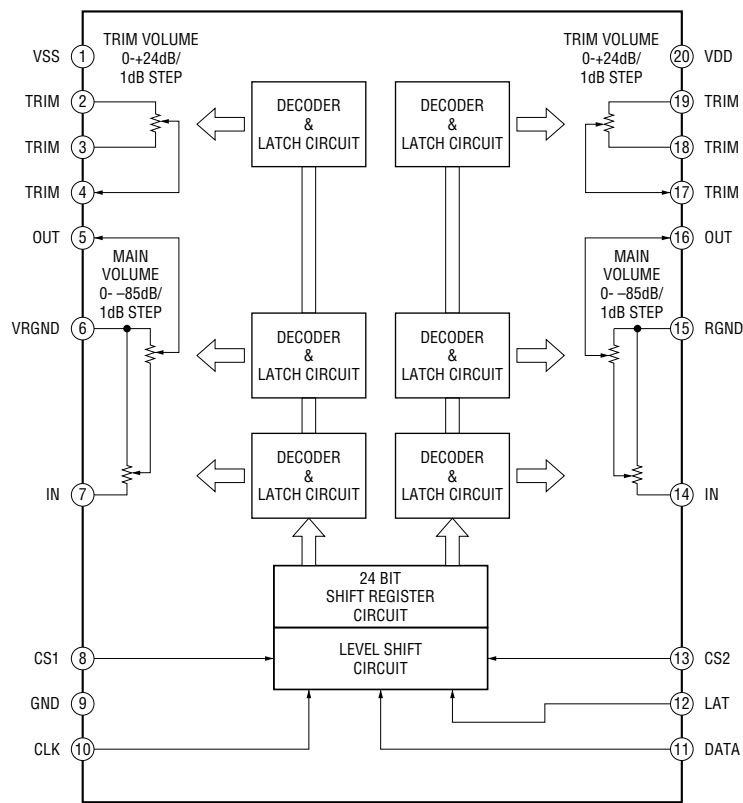 VSS
1
TRIM VOLUME
0-+24dB/
1dB STEP
TRIM
2
TRIM
3
TRIM
4
OUT
5
MAIN
VOLUME
0- –85dB/
1dB STEP
VRGND
6
IN
7
CS1
8
GND
9
CLK
10
DECODER
&
LATCH CIRCUIT
DECODER
&
LATCH CIRCUIT
DECODER
&
LATCH CIRCUIT
DECODER
&
LATCH CIRCUIT
DECODER
&
LATCH CIRCUIT
DECODER
&
LATCH CIRCUIT
24 BIT
SHIFT REGISTER
CIRCUIT
LEVEL SHIFT
CIRCUIT
TRIM VOLUME
0-+24dB/
1dB STEP
20
VDD
19
TRIM
18
TRIM
17
TRIM
16
OUT
MAIN
VOLUME
0- –85dB/
1dB STEP
15
RGND
14
IN
13
CS2
12
LAT
11
DATA